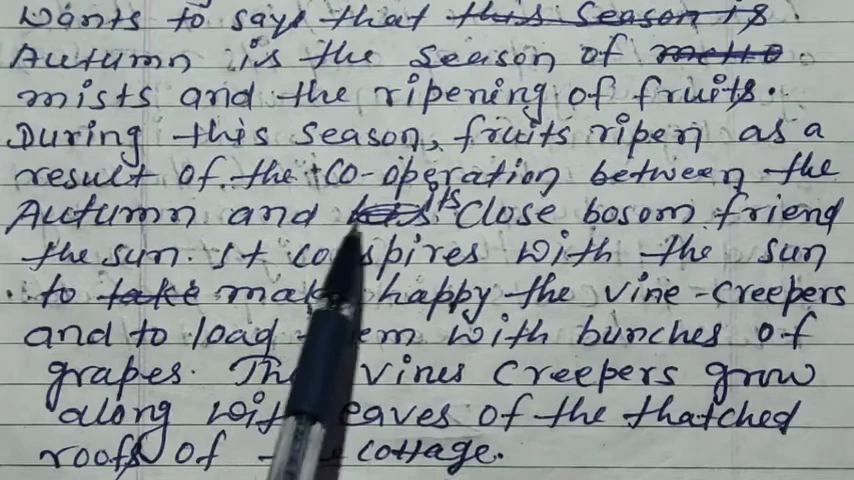 wants to say that this season is
Autumn is the season of
mists and the ripening of fruits.
During this season, fruits ripen as a
result of the co-operation between the
Autumn and its close bosom friend
the sun. It conspires with the sun
to take make happy the vine-creepers
and to load them with bunches of
grapes. The vines creepers grow
along with eaves of the thatched
roofs of cottage.